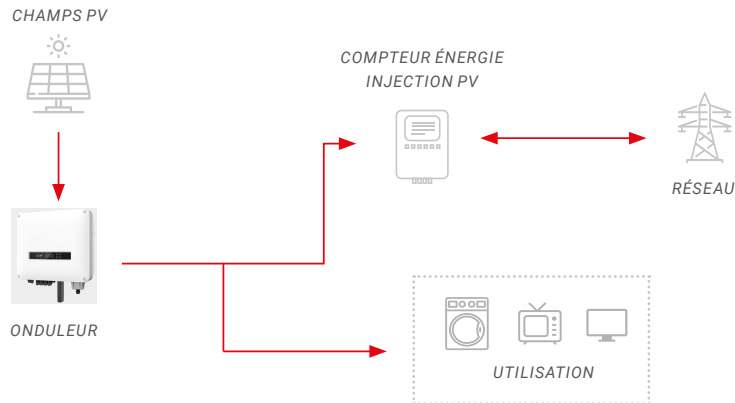 CHAMPS PV
COMPTEUR ÉNERGIE
INJECTION PV
RÉSEAU
ONDULEUR
UTILISATION